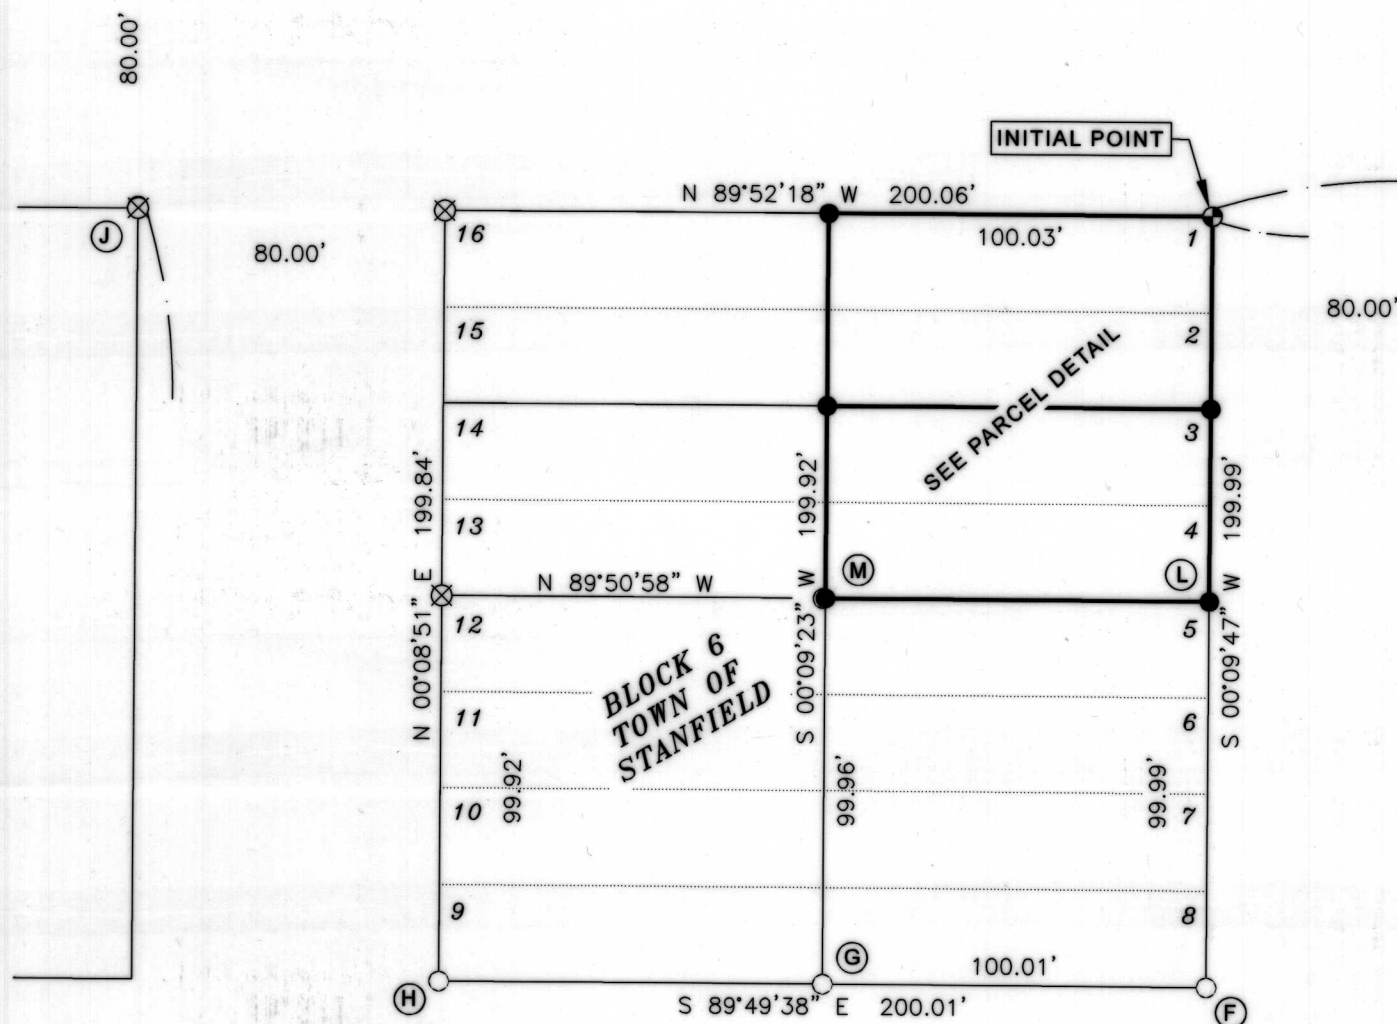 80.00'
INITIAL POINT
N 89°52'18" W 200.06'
J
80.00'
16
100.03'
1
80.00'
15
2
SEE PARCEL DETAIL
14
3
N 00°08'51" E 199.84'
S 00°09'23" W 199.92'
S 00°09'47" W 199.99'
13
4
N 89°50'58" W
M
L
12
5
BLOCK 6
TOWN OF
STANFIELD
11
6
99.92'
99.96'
99.99'
10
7
9
8
G
100.01'
H
S 89°49'38" E 200.01'
F